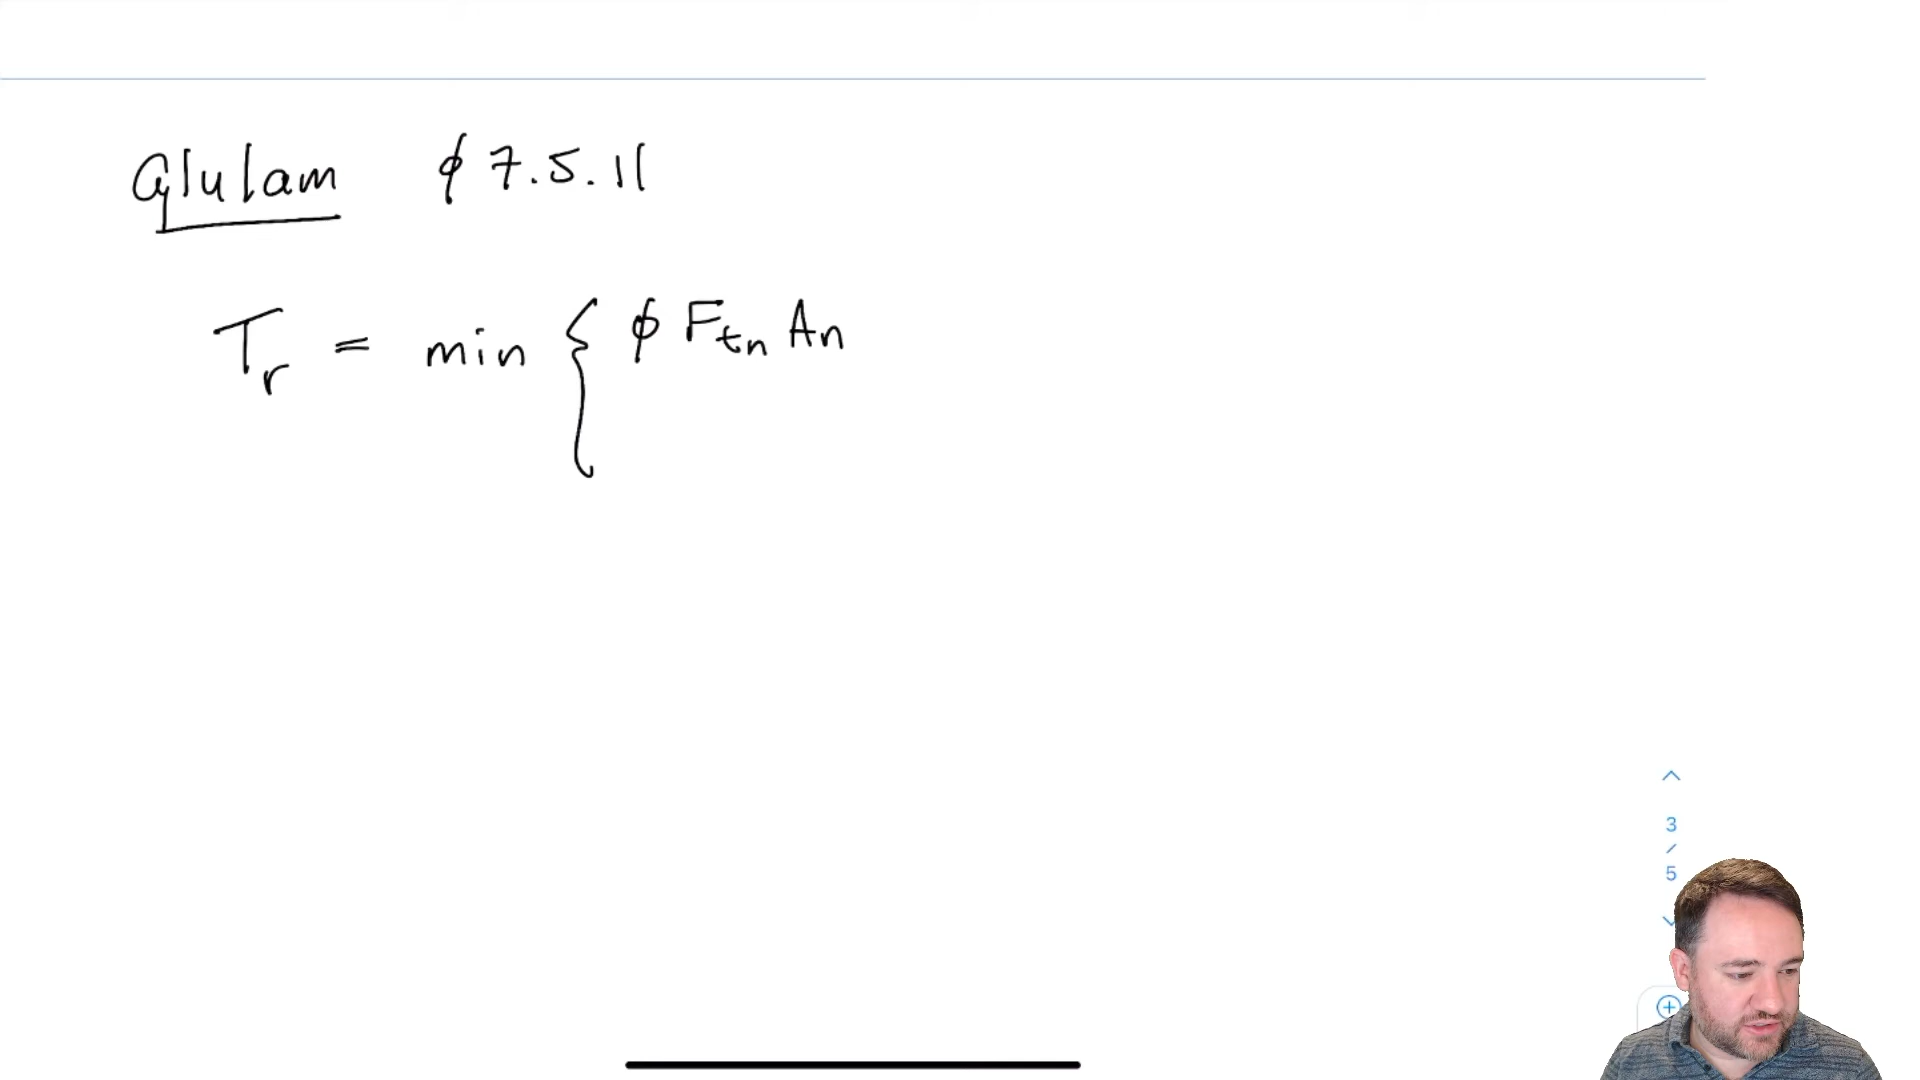 Glulam § 7.5.11
Tr = min { φ Ftn An
3
/
5